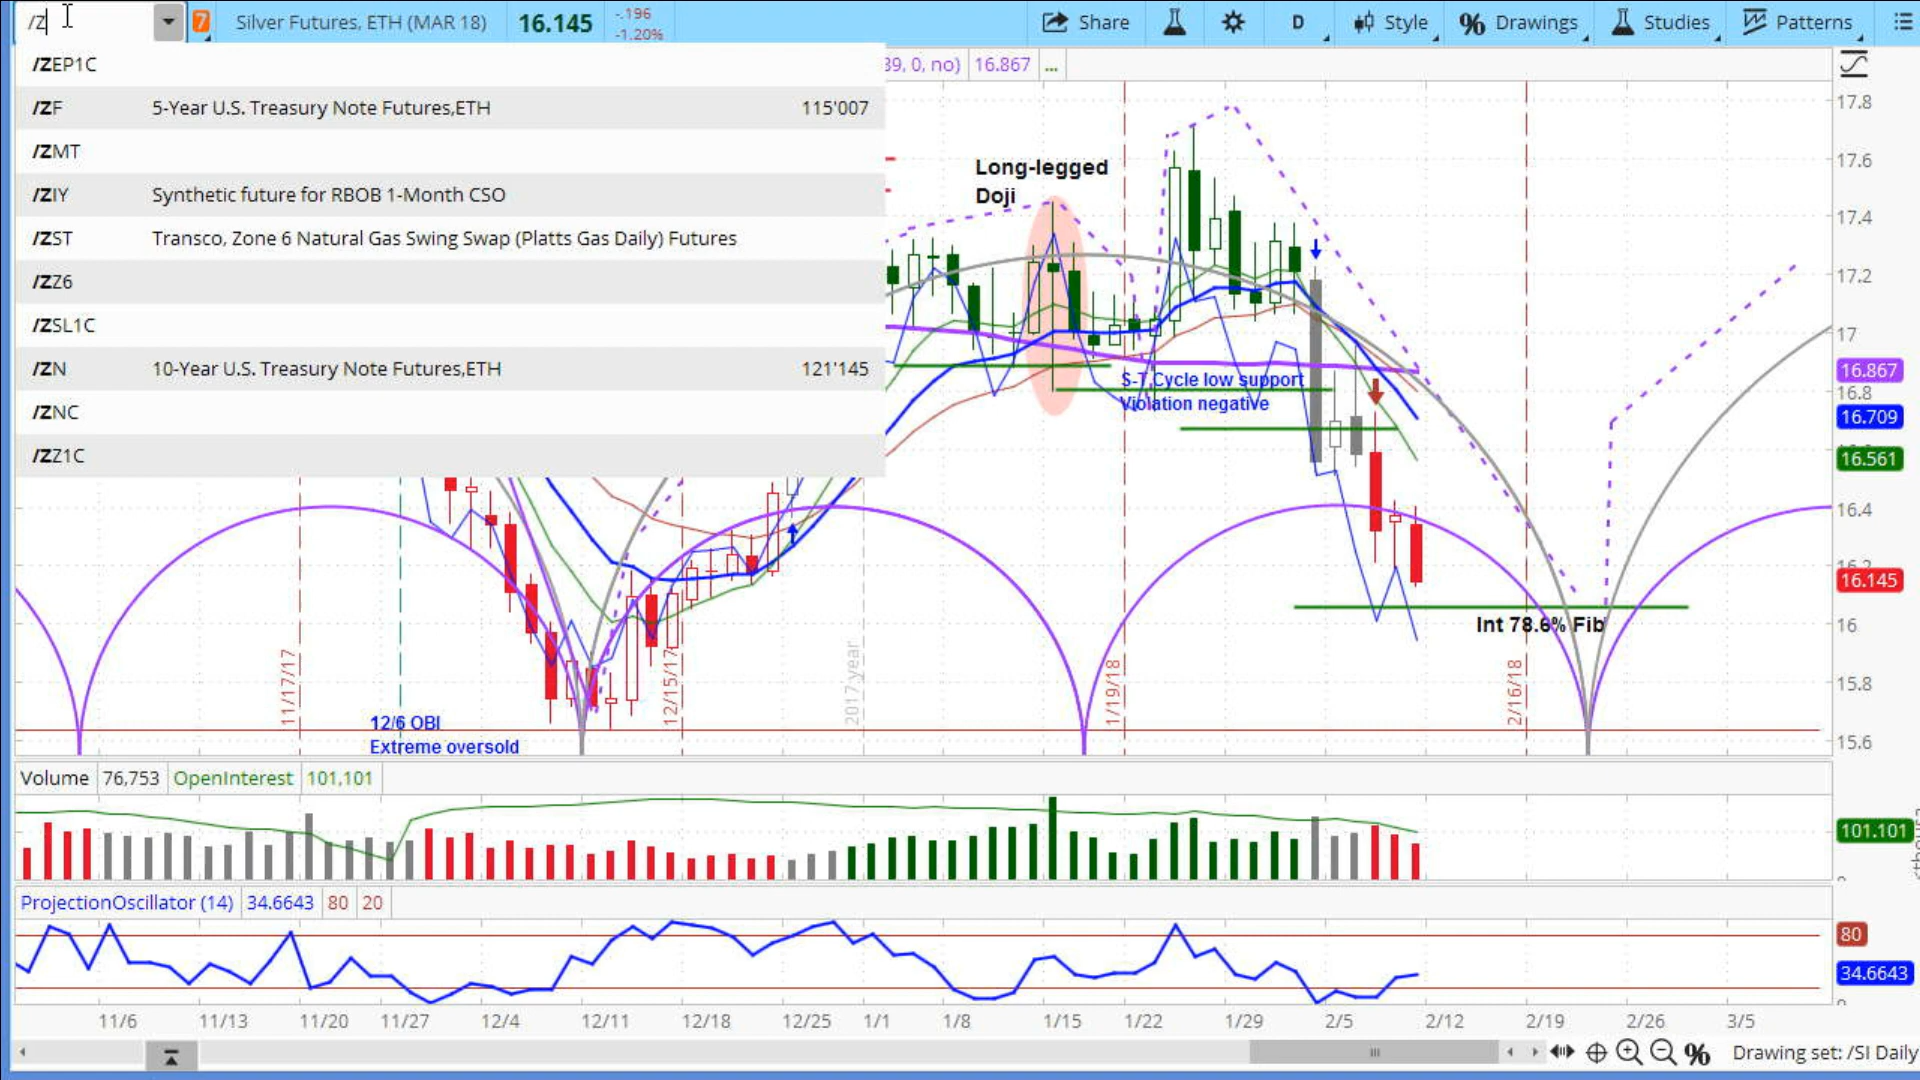 /Z
7
Silver Futures, ETH (MAR 18)
16.145
-.196
-1.20%
Share
D
Style
% Drawings
Studies
Patterns
/ZEP1C
/ZF 5-Year U.S. Treasury Note Futures,ETH 115'007
/ZMT
/ZIY Synthetic future for RBOB 1-Month CSO
/ZST Transco, Zone 6 Natural Gas Swing Swap (Platts Gas Daily) Futures
/ZZ6
/ZSL1C
/ZN 10-Year U.S. Treasury Note Futures,ETH 121'145
/ZNC
/ZZ1C
39, 0, no) 16.867 ...
Long-legged
Doji
S-T Cycle low support
Violation negative
Int 78.6% Fib
12/6 OBI
Extreme oversold
11/17/17
12/15/17
2017 year
1/19/18
2/16/18
17.8
17.6
17.4
17.2
17
16.867
16.8
16.709
16.561
16.4
16.2
16.145
16
15.8
15.6
Volume 76,753 OpenInterest 101,101
101,101
ProjectionOscillator (14) 34.6643 80 20
80
34.6643
11/6 11/13 11/20 11/27 12/4 12/11 12/18 12/25 1/1 1/8 1/15 1/22 1/29 2/5 2/12 2/19 2/26 3/5
% Drawing set: /SI Daily